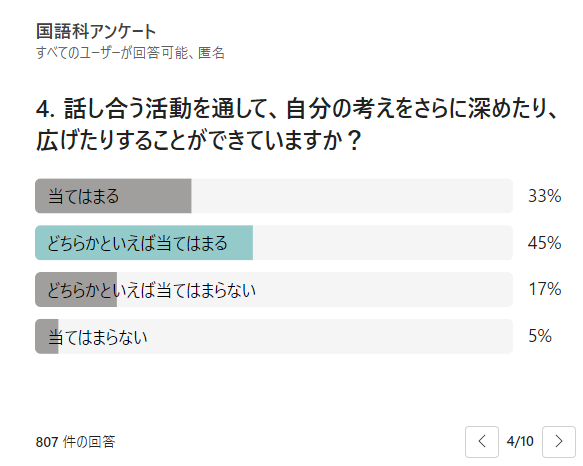 国語科アンケート
すべてのユーザーが回答可能、匿名
4. 話し合う活動を通して、自分の考えをさらに深めたり、
広げたりすることができていますか？
当てはまる 33%
どちらかといえば当てはまる 45%
どちらかといえば当てはまらない 17%
当てはまらない 5%
807 件の回答 4/10